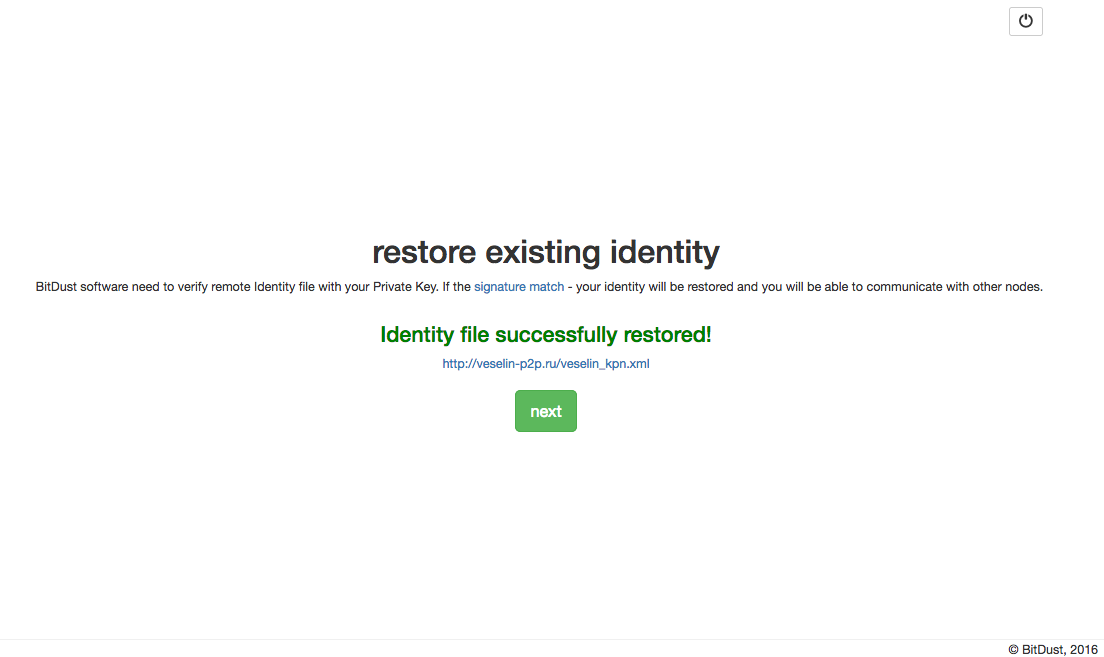 restore existing identity
BitDust software need to verify remote Identity file with your Private Key. If the signature match - your identity will be restored and you will be able to communicate with other nodes.
Identity file successfully restored!
http://veselin-p2p.ru/veselin_kpn.xml
next
© BitDust, 2016